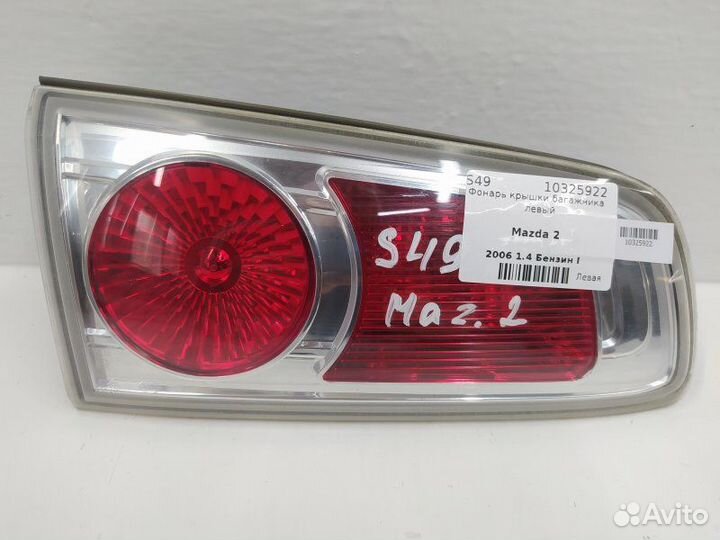 S49 10325922
Фонарь крышки багажника
левый
Mazda 2
2006 1.4 Бензин I
Левая
10325922
S49
Maz. 2
Avito